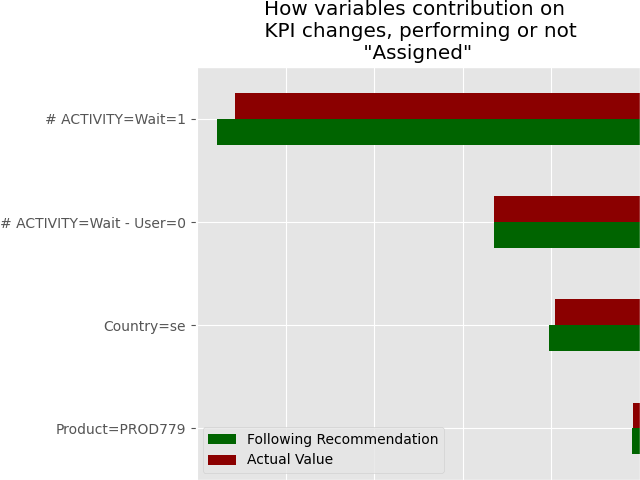 How variables contribution on
KPI changes, performing or not
"Assigned"
# ACTIVITY=Wait=1
# ACTIVITY=Wait - User=0
Country=se
Product=PROD779
Following Recommendation
Actual Value